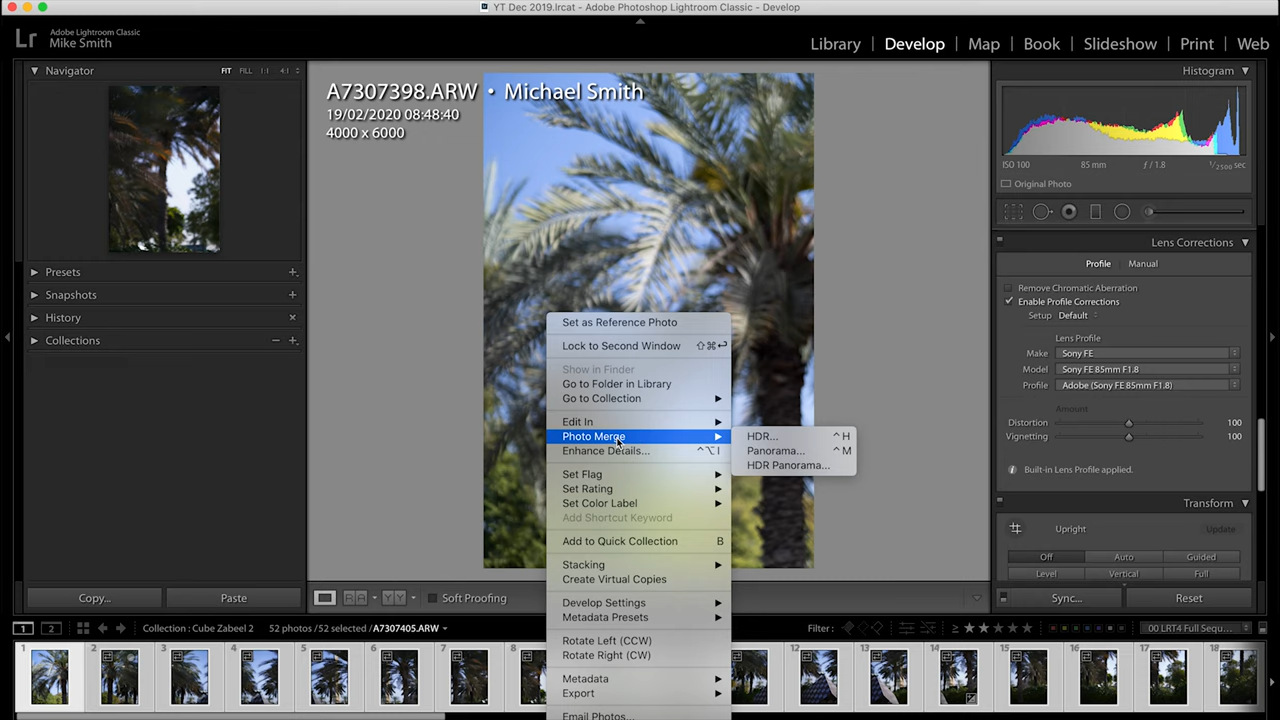 YT Dec 2019.lrcat - Adobe Photoshop Lightroom Classic - Develop
Lr
Adobe Lightroom Classic
Mike Smith
Library | Develop | Map | Book | Slideshow | Print | Web
Navigator FIT FILL 1:1 4:1
Presets
Snapshots
History
Collections
Copy... Paste
A7307398.ARW • Michael Smith
19/02/2020 08:48:40
4000 x 6000
Set as Reference Photo
Lock to Second Window ⇧⌘↩
Show in Finder
Go to Folder in Library
Go to Collection
Edit In
Photo Merge
Enhance Details... ^⌥I
Set Flag
Set Rating
Set Color Label
Add Shortcut Keyword
Add to Quick Collection B
Stacking
Create Virtual Copies
Develop Settings
Metadata Presets
Rotate Left (CCW)
Rotate Right (CW)
Metadata
Export
Email Photos...
HDR... ^H
Panorama... ^M
HDR Panorama...
Histogram
ISO 100 85 mm ƒ / 1.8 1/2500 sec
Original Photo
Lens Corrections
Profile Manual
Remove Chromatic Aberration
Enable Profile Corrections
Setup Default
Lens Profile
Make Sony FE
Model Sony FE 85mm F1.8
Profile Adobe (Sony FE 85mm F1.8)
Amount
Distortion 100
Vignetting 100
Built-in Lens Profile applied.
Transform
Upright Update
Off Auto Guided
Level Vertical Full
Sync... Reset
RA YY Soft Proofing
1 2 Collection : Cube Zabeel 2 52 photos / 52 selected / A7307405.ARW Filter : ≥ ★★★★★ 00 LRT4 Full Sequ...
1 2 3 4 5 6 7 8 12 13 14 15 16 17 18